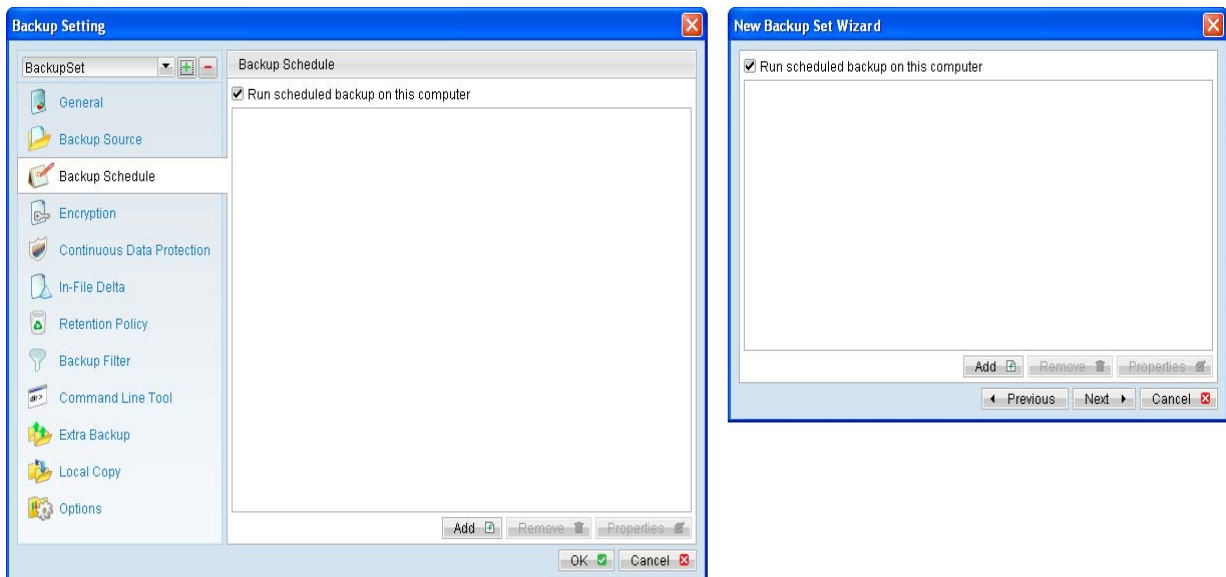 Backup Setting
BackupSet
General
Backup Source
Backup Schedule
Encryption
Continuous Data Protection
In-File Delta
Retention Policy
Backup Filter
Command Line Tool
Extra Backup
Local Copy
Options
Backup Schedule
Run scheduled backup on this computer
Add Remove Properties
OK Cancel
New Backup Set Wizard
Run scheduled backup on this computer
Add Remove Properties
Previous Next Cancel